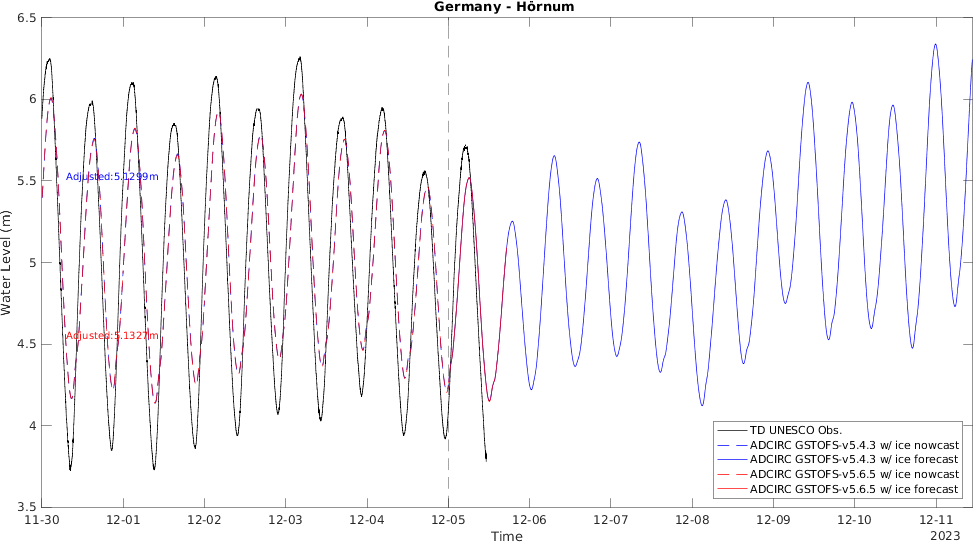 Germany - Hörnum
6.5
6
5.5
5
4.5
4
3.5
Water Level (m)
Adjusted:5.1299m
Adjusted:5.1327m
TD UNESCO Obs.
ADCIRC GSTOFS-v5.4.3 w/ ice nowcast
ADCIRC GSTOFS-v5.4.3 w/ ice forecast
ADCIRC GSTOFS-v5.6.5 w/ ice nowcast
ADCIRC GSTOFS-v5.6.5 w/ ice forecast
11-30 12-01 12-02 12-03 12-04 12-05 12-06 12-07 12-08 12-09 12-10 12-11
Time
2023